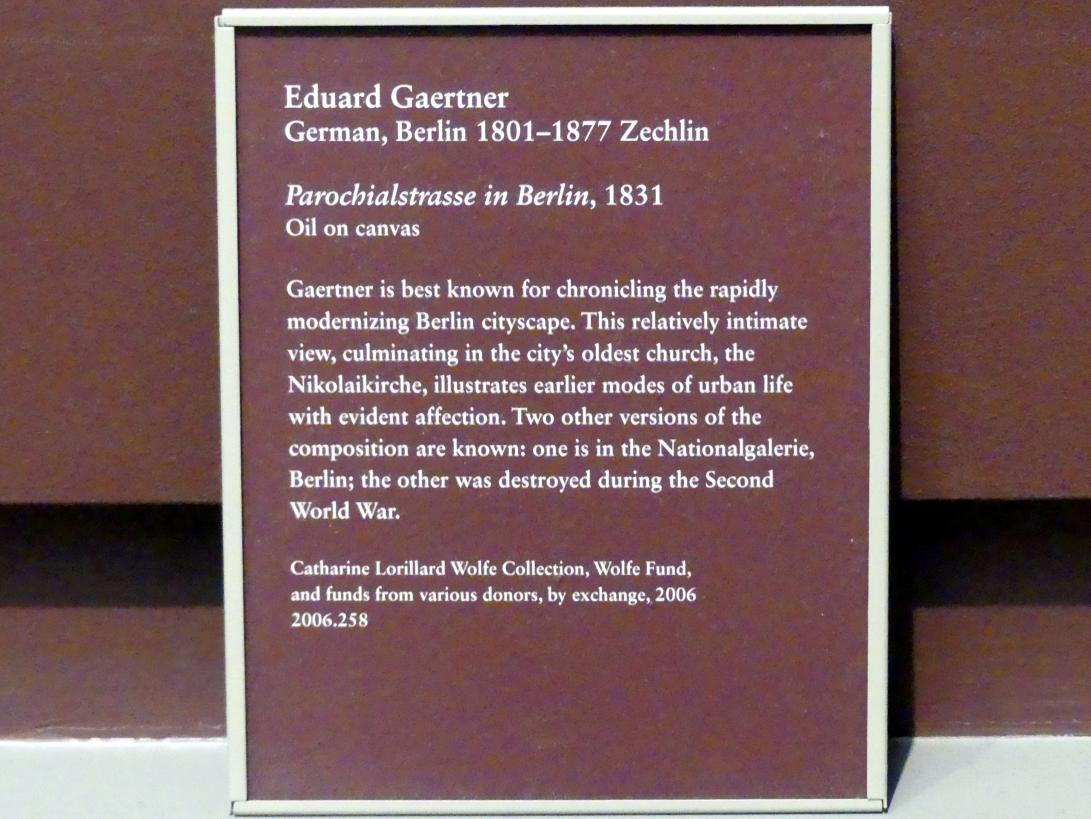 Eduard Gaertner
German, Berlin 1801–1877 Zechlin
Parochialstrasse in Berlin, 1831
Oil on canvas
Gaertner is best known for chronicling the rapidly
modernizing Berlin cityscape. This relatively intimate
view, culminating in the city’s oldest church, the
Nikolaikirche, illustrates earlier modes of urban life
with evident affection. Two other versions of the
composition are known: one is in the Nationalgalerie,
Berlin; the other was destroyed during the Second
World War.
Catharine Lorillard Wolfe Collection, Wolfe Fund,
and funds from various donors, by exchange, 2006
2006.258